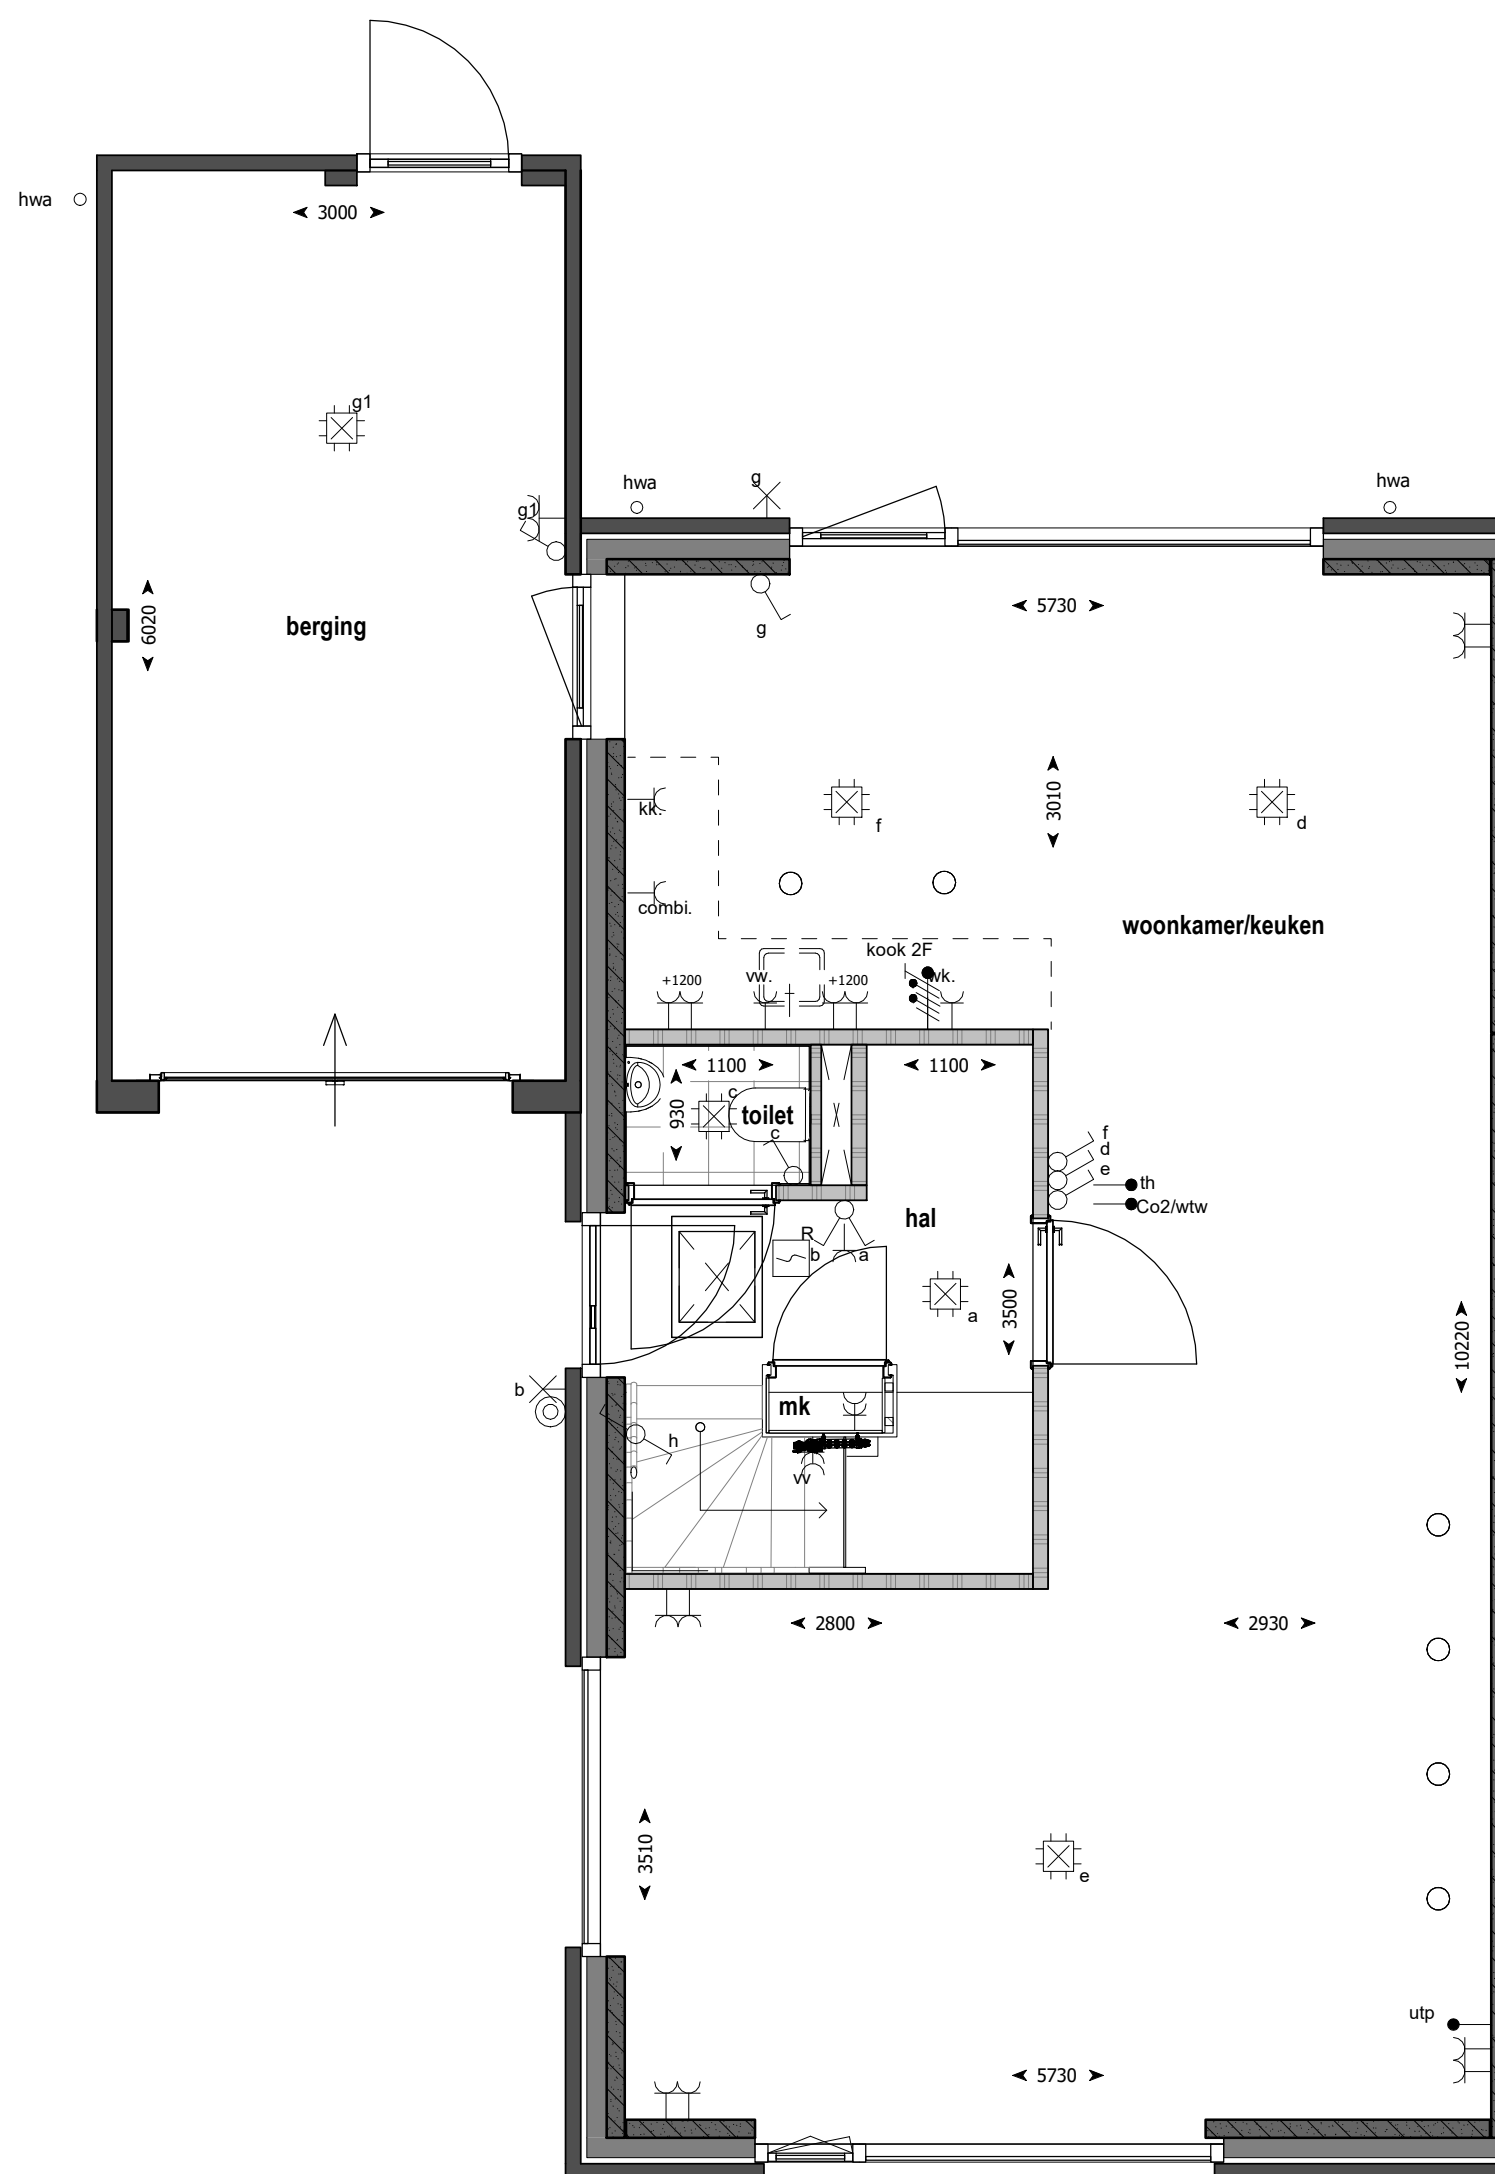 hwa
3000
g1
hwa
g
hwa
g1
6020
berging
5730
g
kk.
f
3010
d
combi.
woonkamer/keuken
kook 2F
vw.
wk.
+1200
+1200
1100
1100
930
c
toilet
c
f
d
e
th
Co2/wtw
hal
R
b
a
3500
a
10220
b
mk
h
vv
2800
2930
3510
e
utp
5730